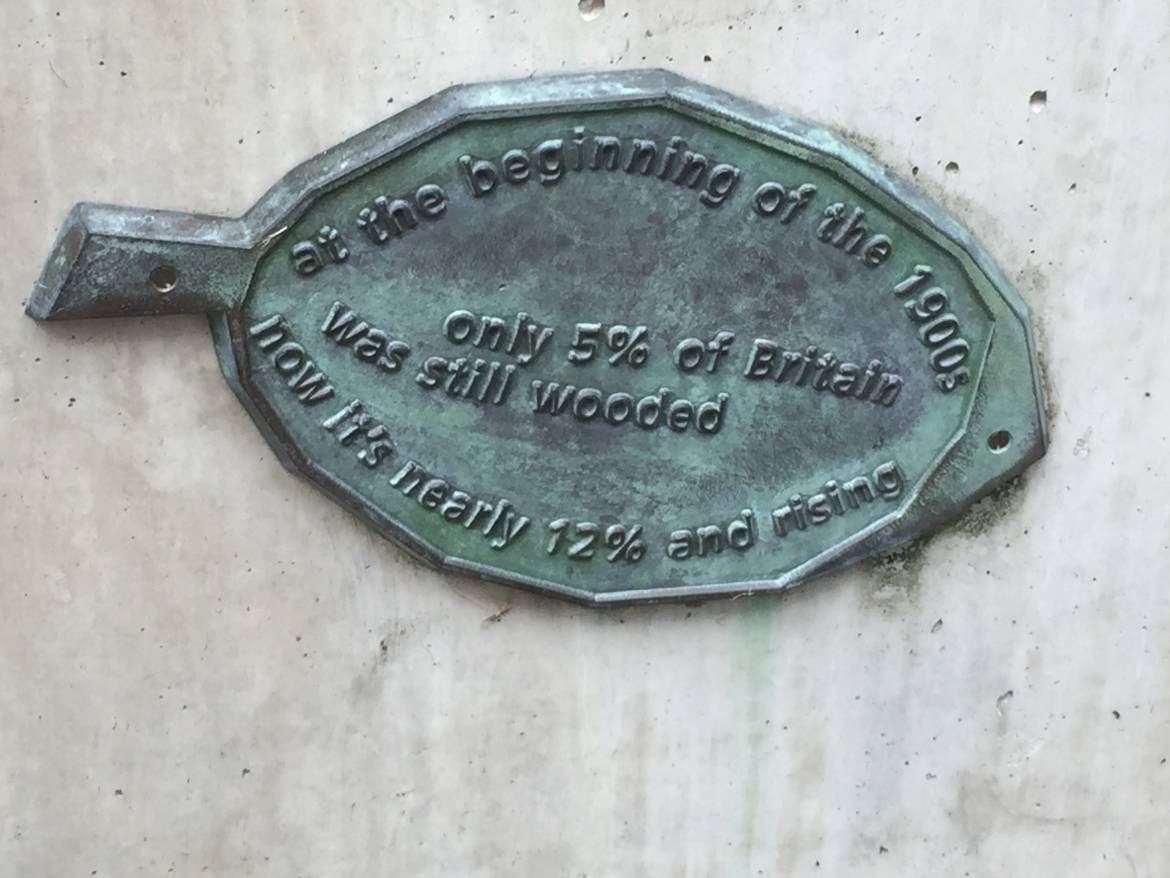 at the beginning of the 1900s
only 5% of Britain
was still wooded
now it's nearly 12% and rising